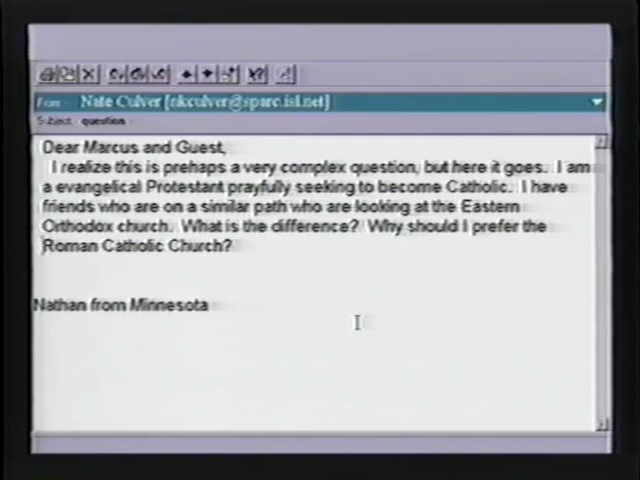 From: Nate Culver [nkculver@sparc.isl.net]
Subject: question
Dear Marcus and Guest,
I realize this is prehaps a very complex question, but here it goes. I am
a evangelical Protestant prayfully seeking to become Catholic. I have
friends who are on a similar path who are looking at the Eastern
Orthodox church. What is the difference? Why should I prefer the
Roman Catholic Church?
Nathan from Minnesota